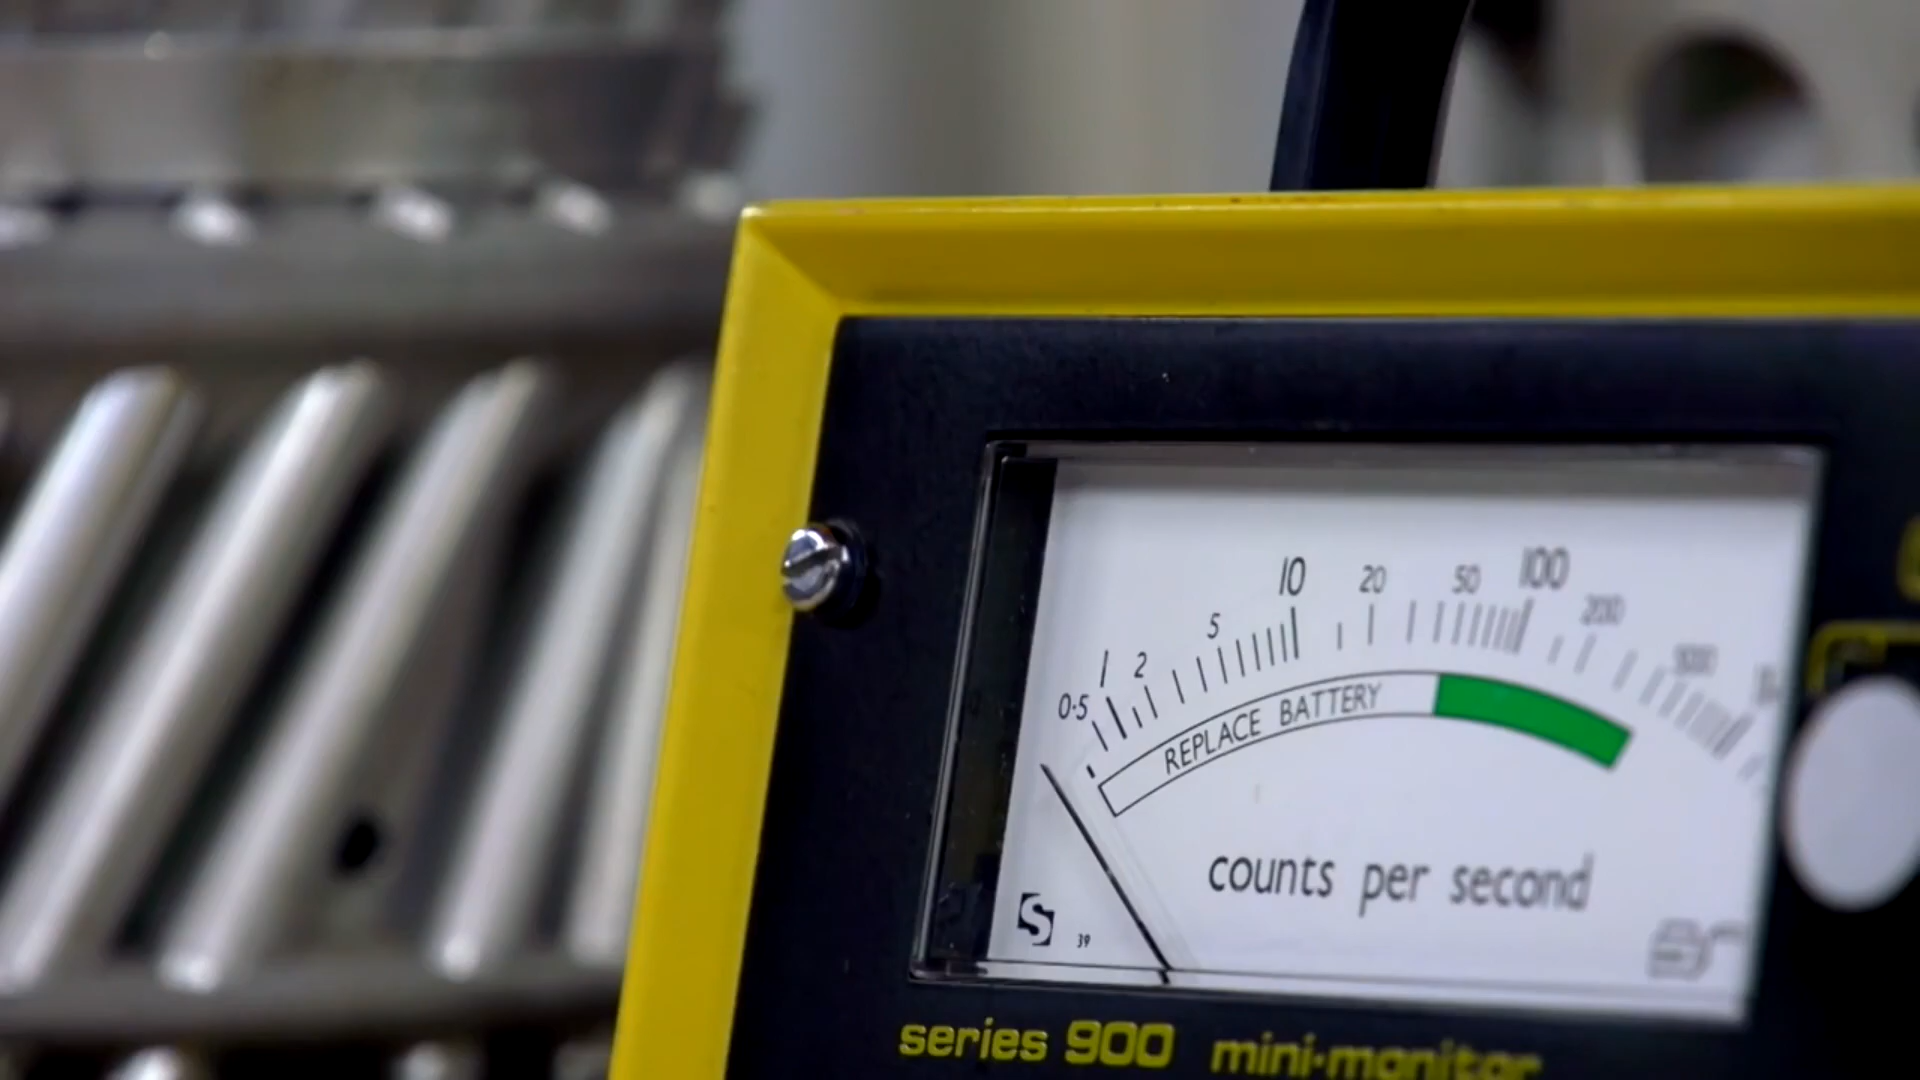 0·5 1 2 5 10 20 50 100 200 500
REPLACE BATTERY
counts per second
S
39
series 900 mini·monitor